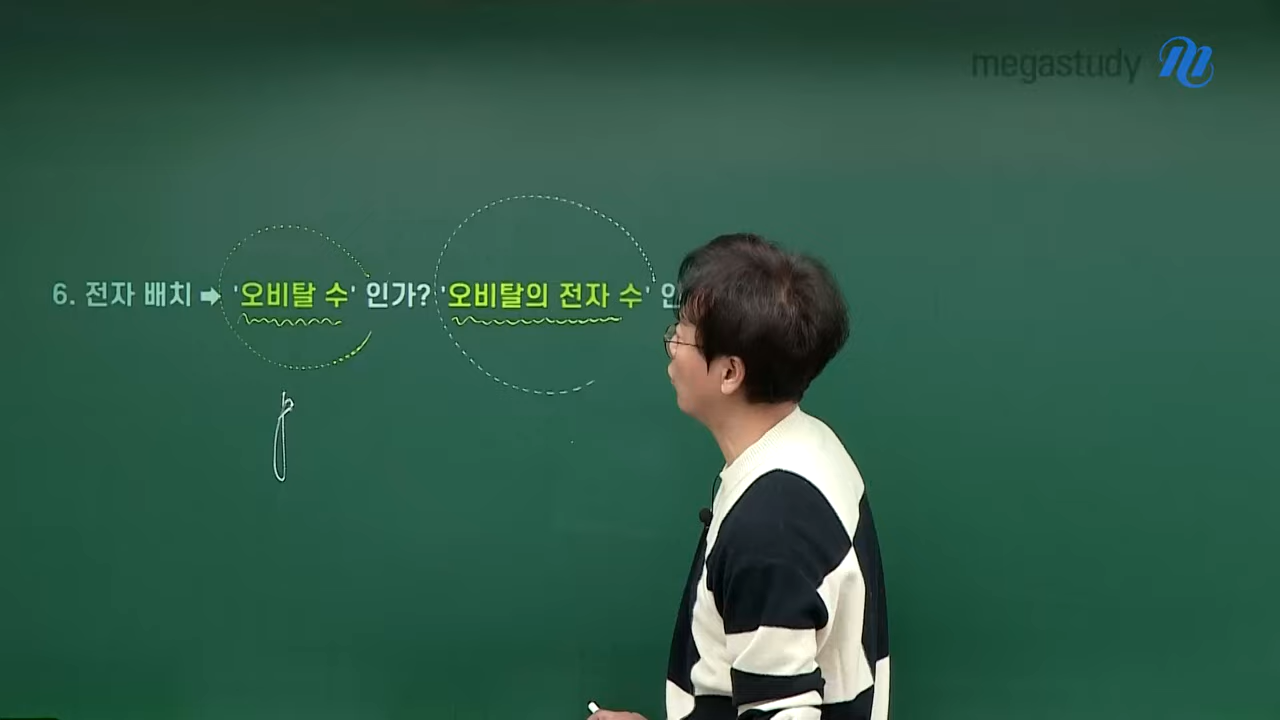 megastudy
6. 전자 배치 ➡ '오비탈 수' 인가? '오비탈의 전자 수'